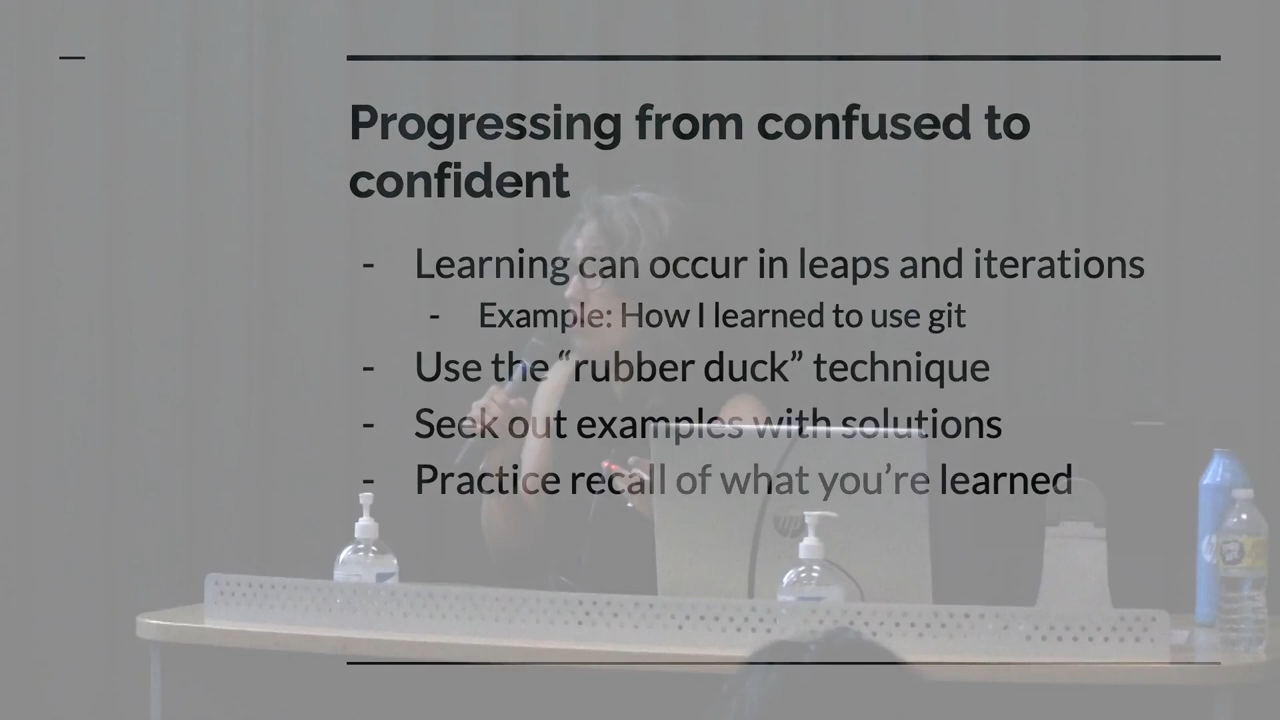 Progressing from confused to
confident
- Learning can occur in leaps and iterations
- Example: How I learned to use git
- Use the “rubber duck” technique
- Seek out examples with solutions
- Practice recall of what you’re learned
hp